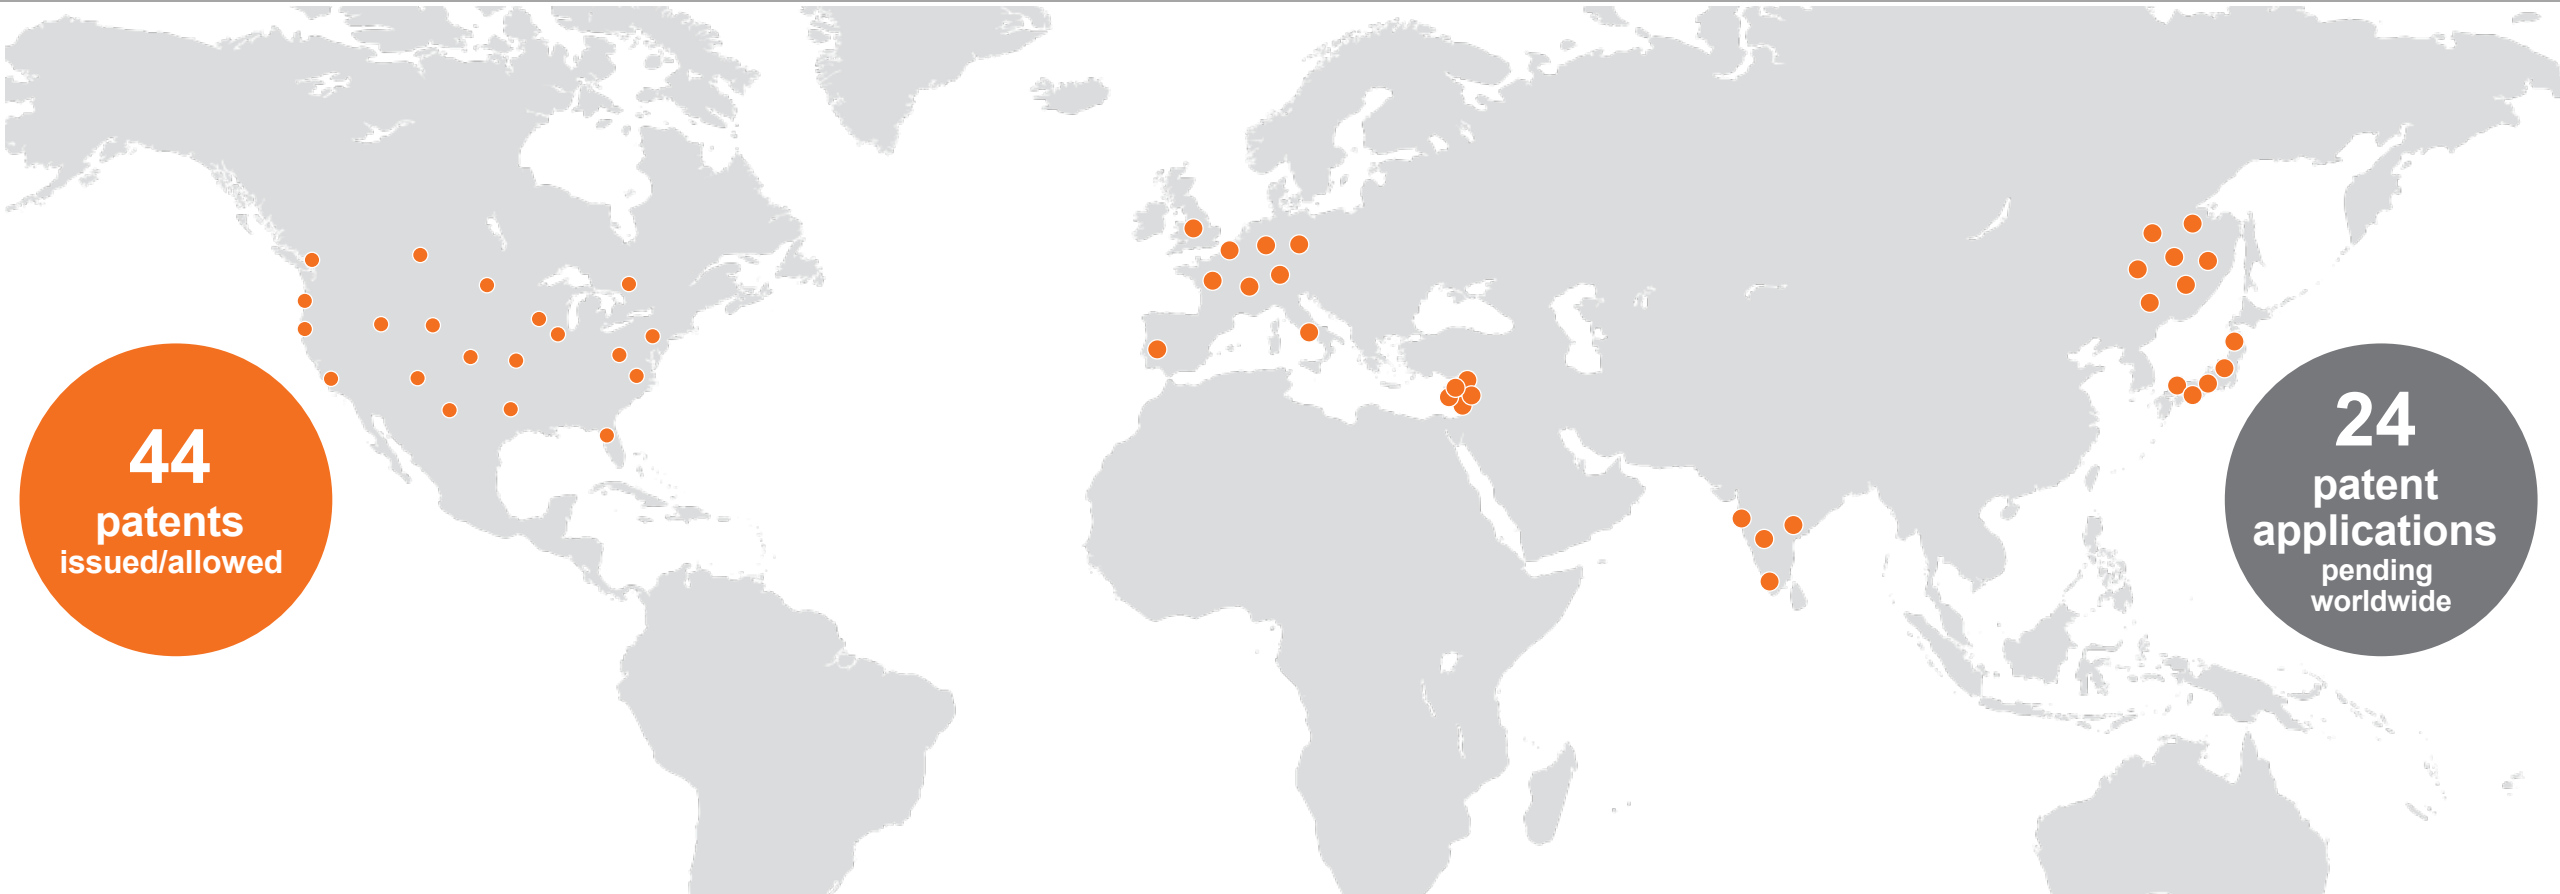 44
patents
issued/allowed
24
patent
applications
pending
worldwide